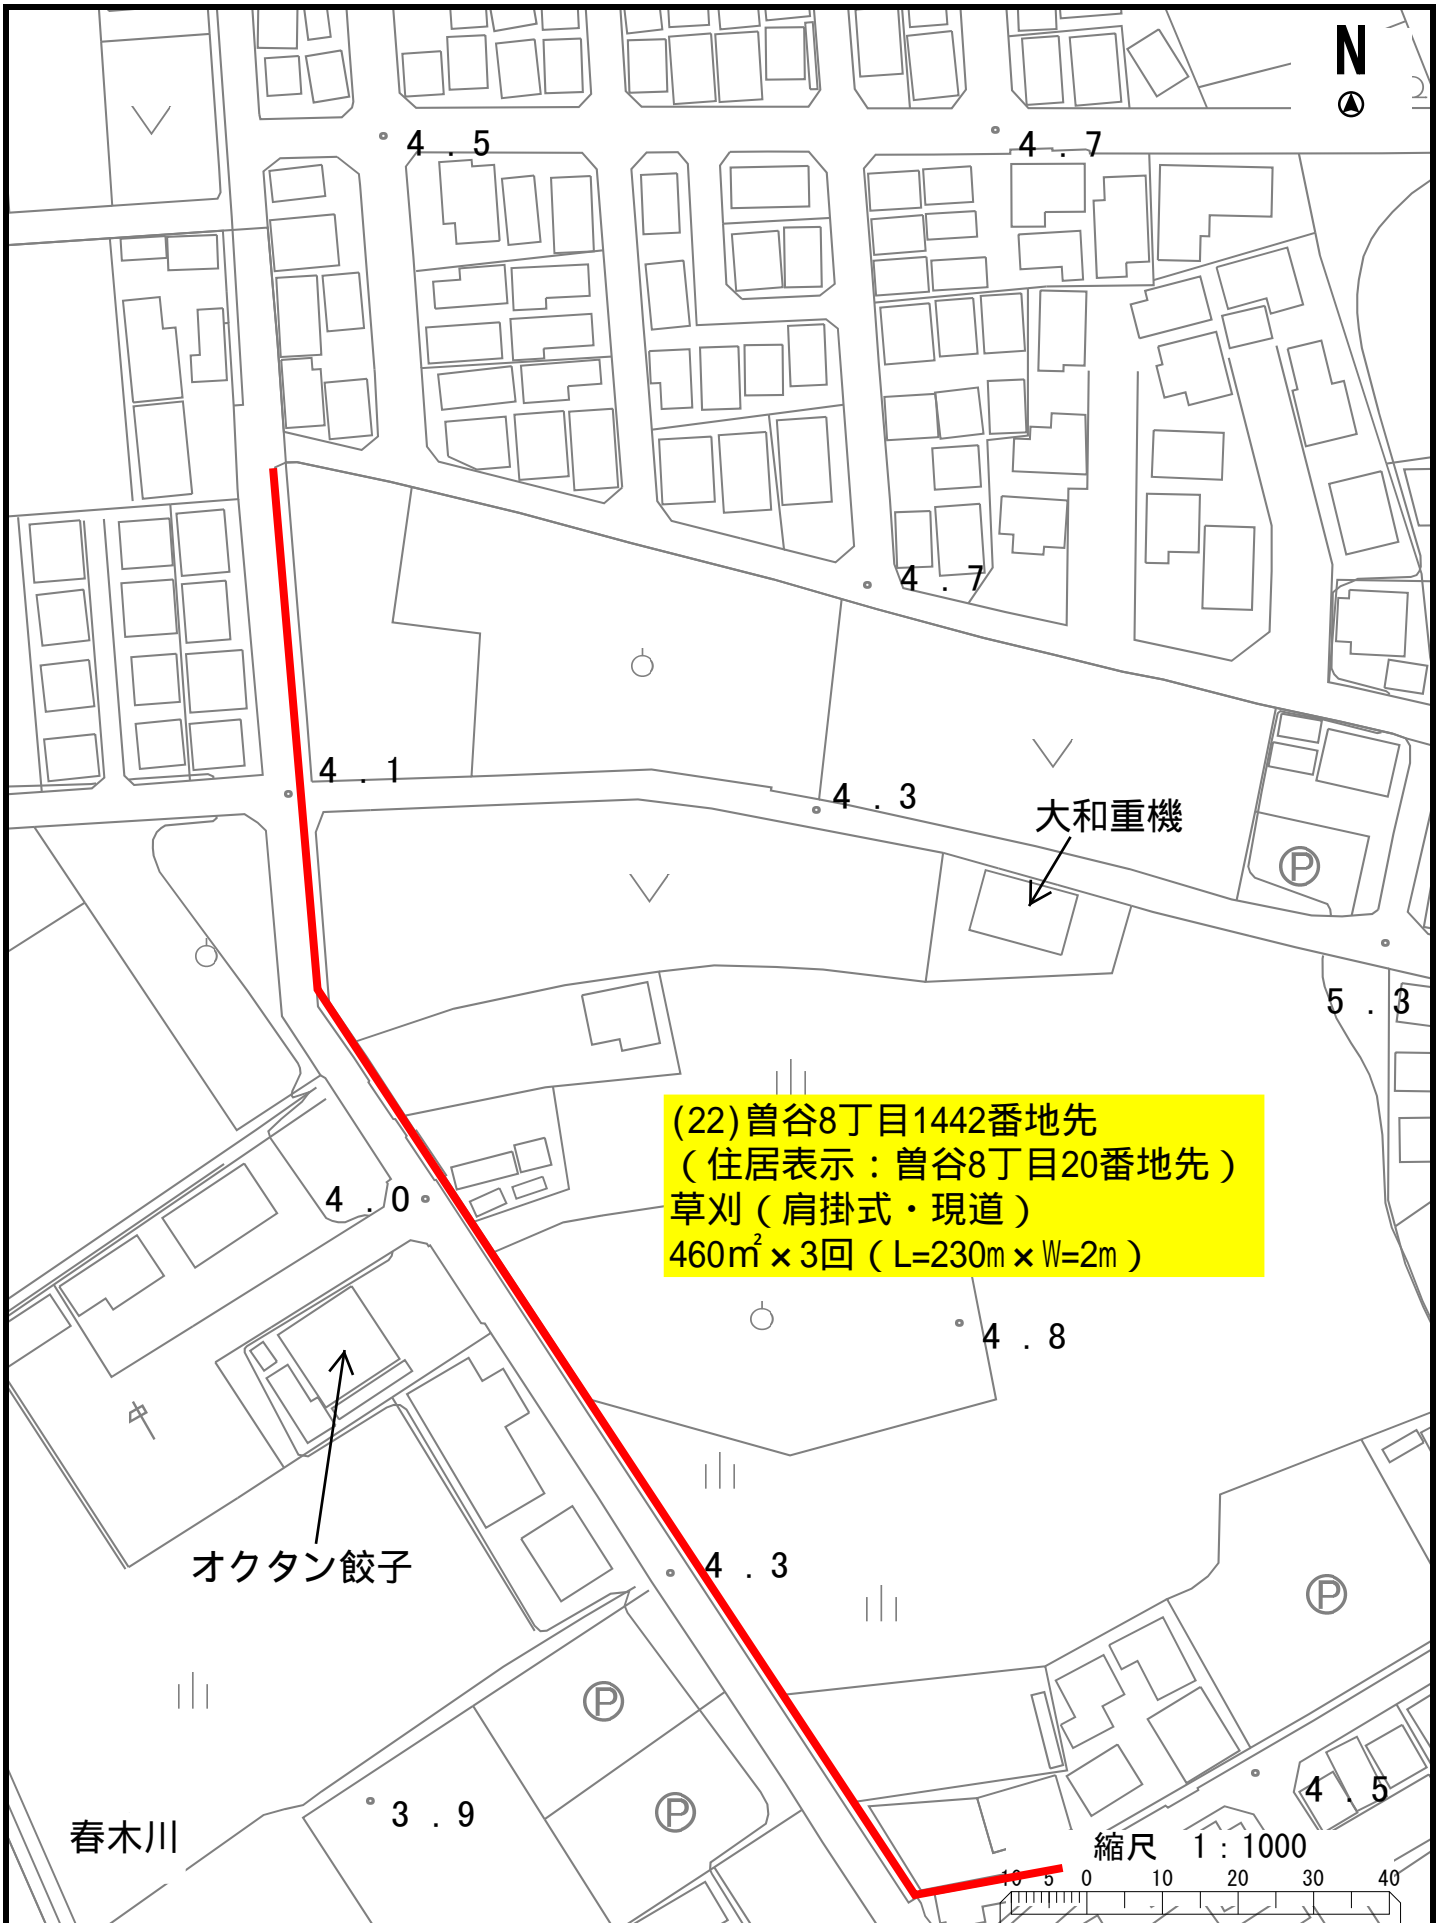 N
4.5
4.7
4.7
4.1
4.3
大和重機
P
5.3
(22)曽谷8丁目1442番地先
(住居表示:曽谷8丁目20番地先)
草刈(肩掛式・現道)
460㎡×3回(L=230m×W=2m)
4.0
4.8
オクタン餃子
4.3
P
P
4.5
3.9
P
春木川
縮尺 1:1000
10 5 0 10 20 30 40